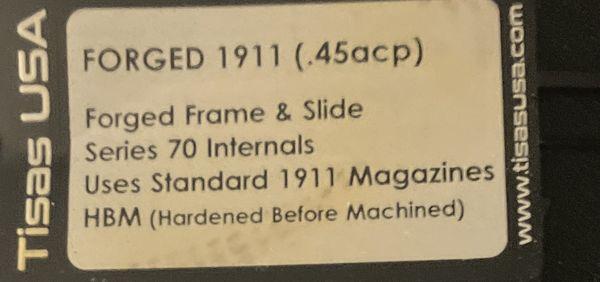 Tisas USA
FORGED 1911 (.45acp)
Forged Frame & Slide
Series 70 Internals
Uses Standard 1911 Magazines
HBM (Hardened Before Machined)
www.tisasusa.com